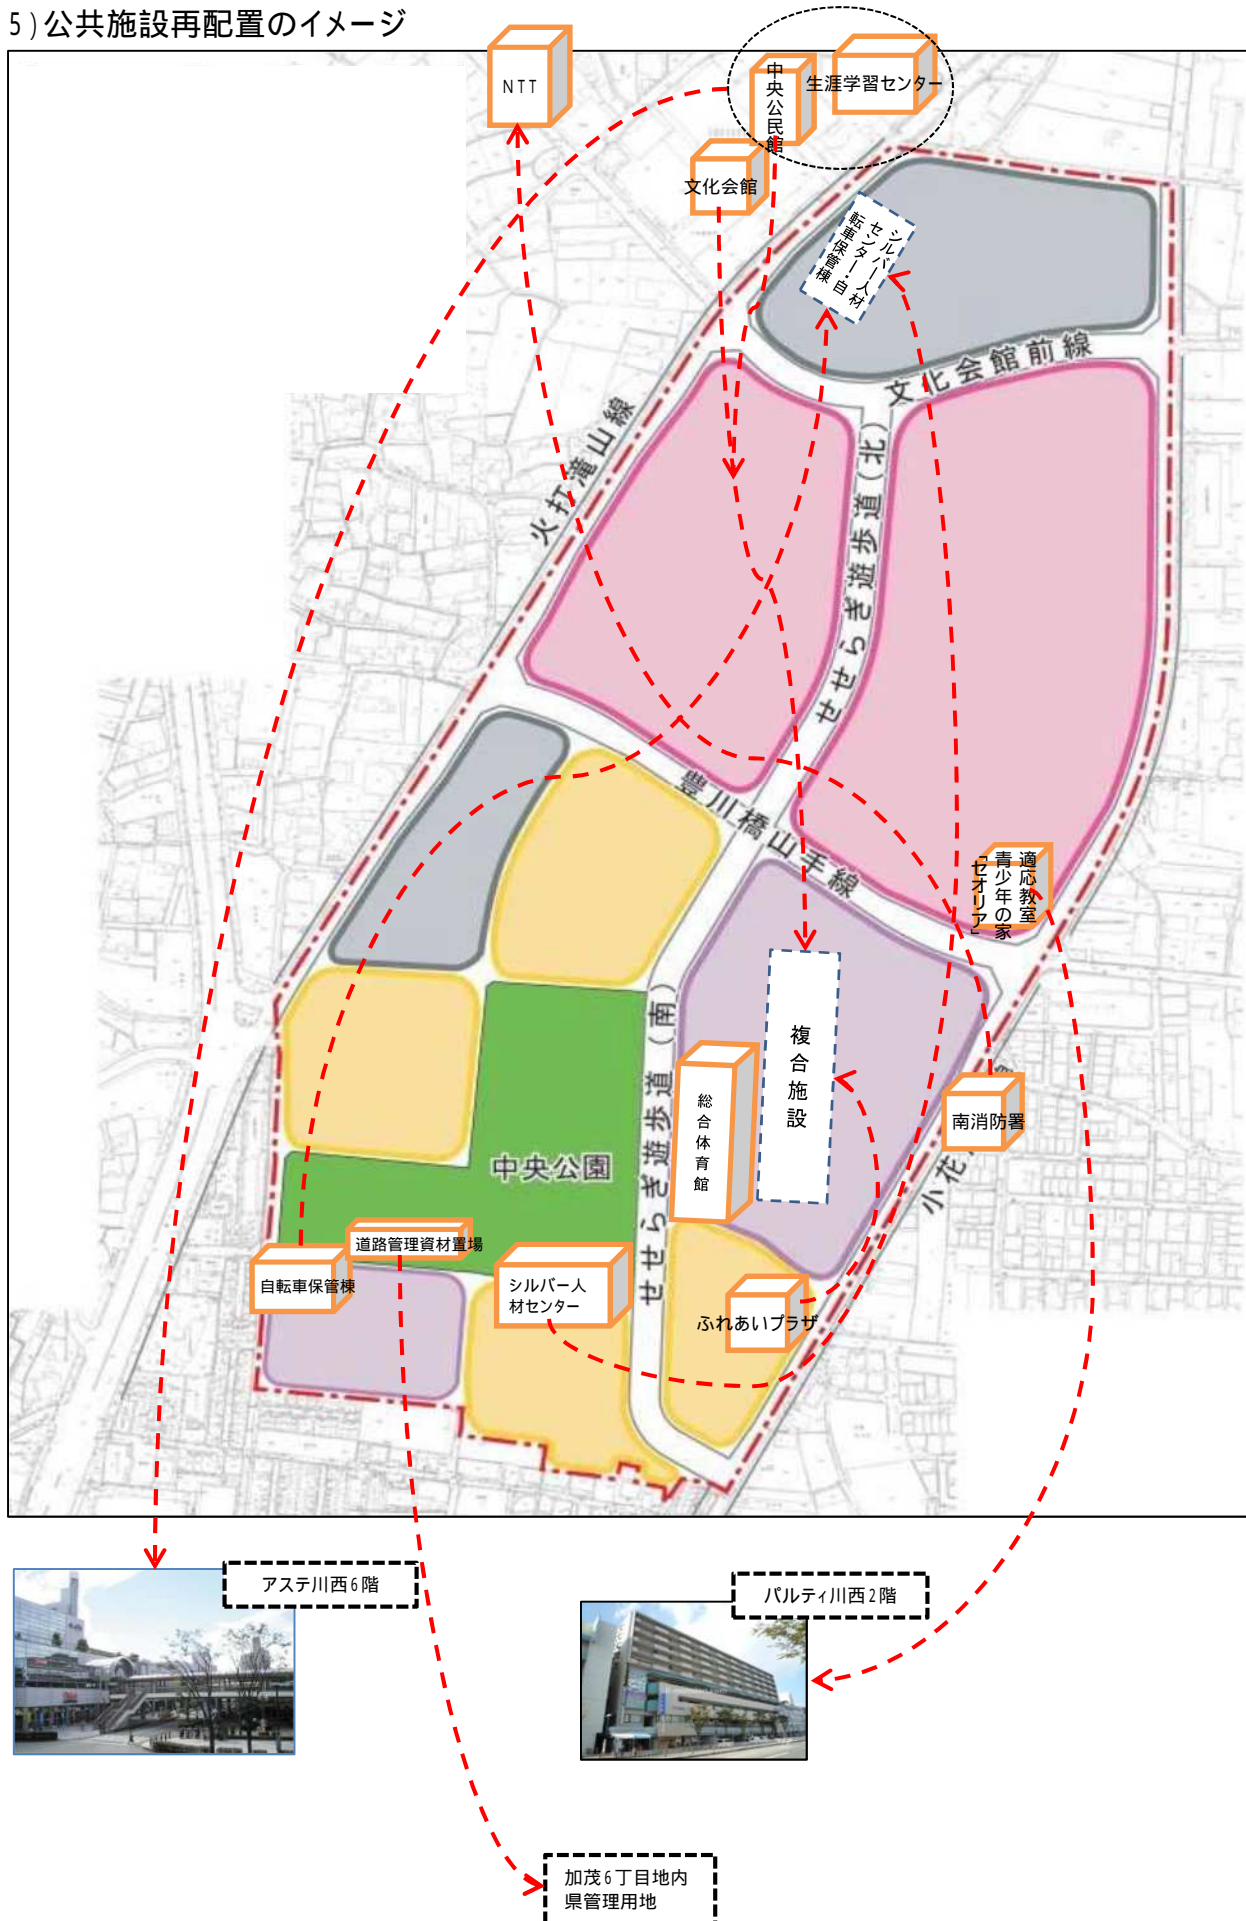 5)公共施設再配置のイメージ
NTT
中央公民館
生涯学習センター
文化会館
シルバー人材
センター・自
転車保管棟
文化会館前線
火打滝山線
せせらぎ遊歩道(北)
豊川橋山手線
適応教室
青少年の家
「セオリア」
複合施設
総合体育館
南消防署
小花
中央公園
せせらぎ遊歩道(南)
道路管理資材置場
自転車保管棟
シルバー人
材センター
ふれあいプラザ
アステ川西6階
パルティ川西2階
加茂6丁目地内
県管理用地